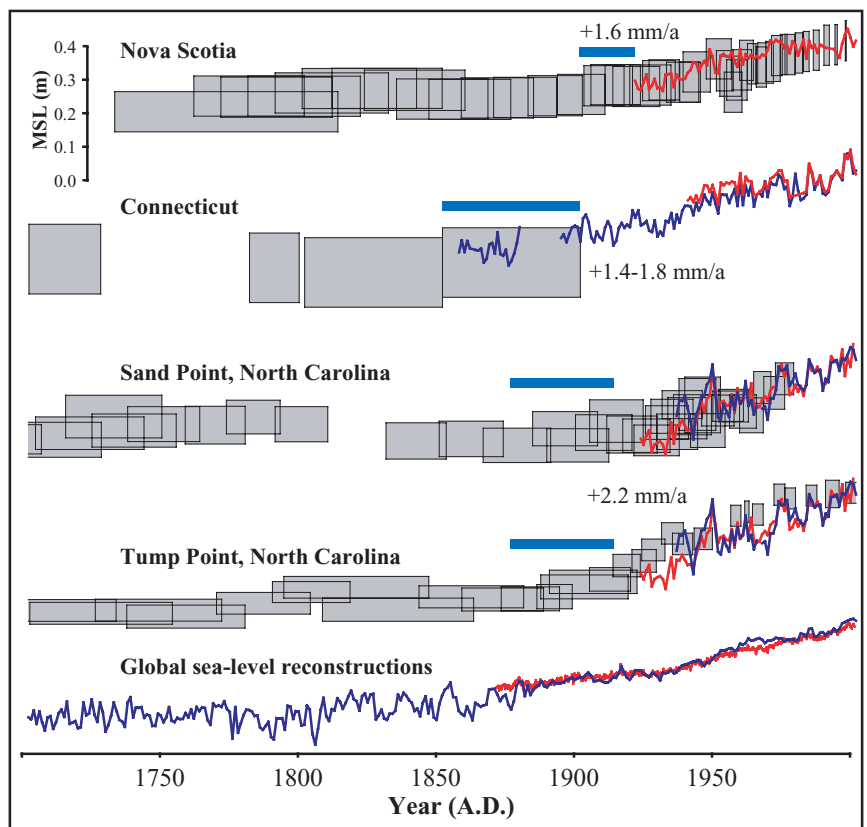 +1.6 mm/a
Nova Scotia
0.4
0.3
0.2
0.1
0.0
MSL (m)
Connecticut
+1.4-1.8 mm/a
Sand Point, North Carolina
+2.2 mm/a
Tump Point, North Carolina
Global sea-level reconstructions
1750 1800 1850 1900 1950
Year (A.D.)